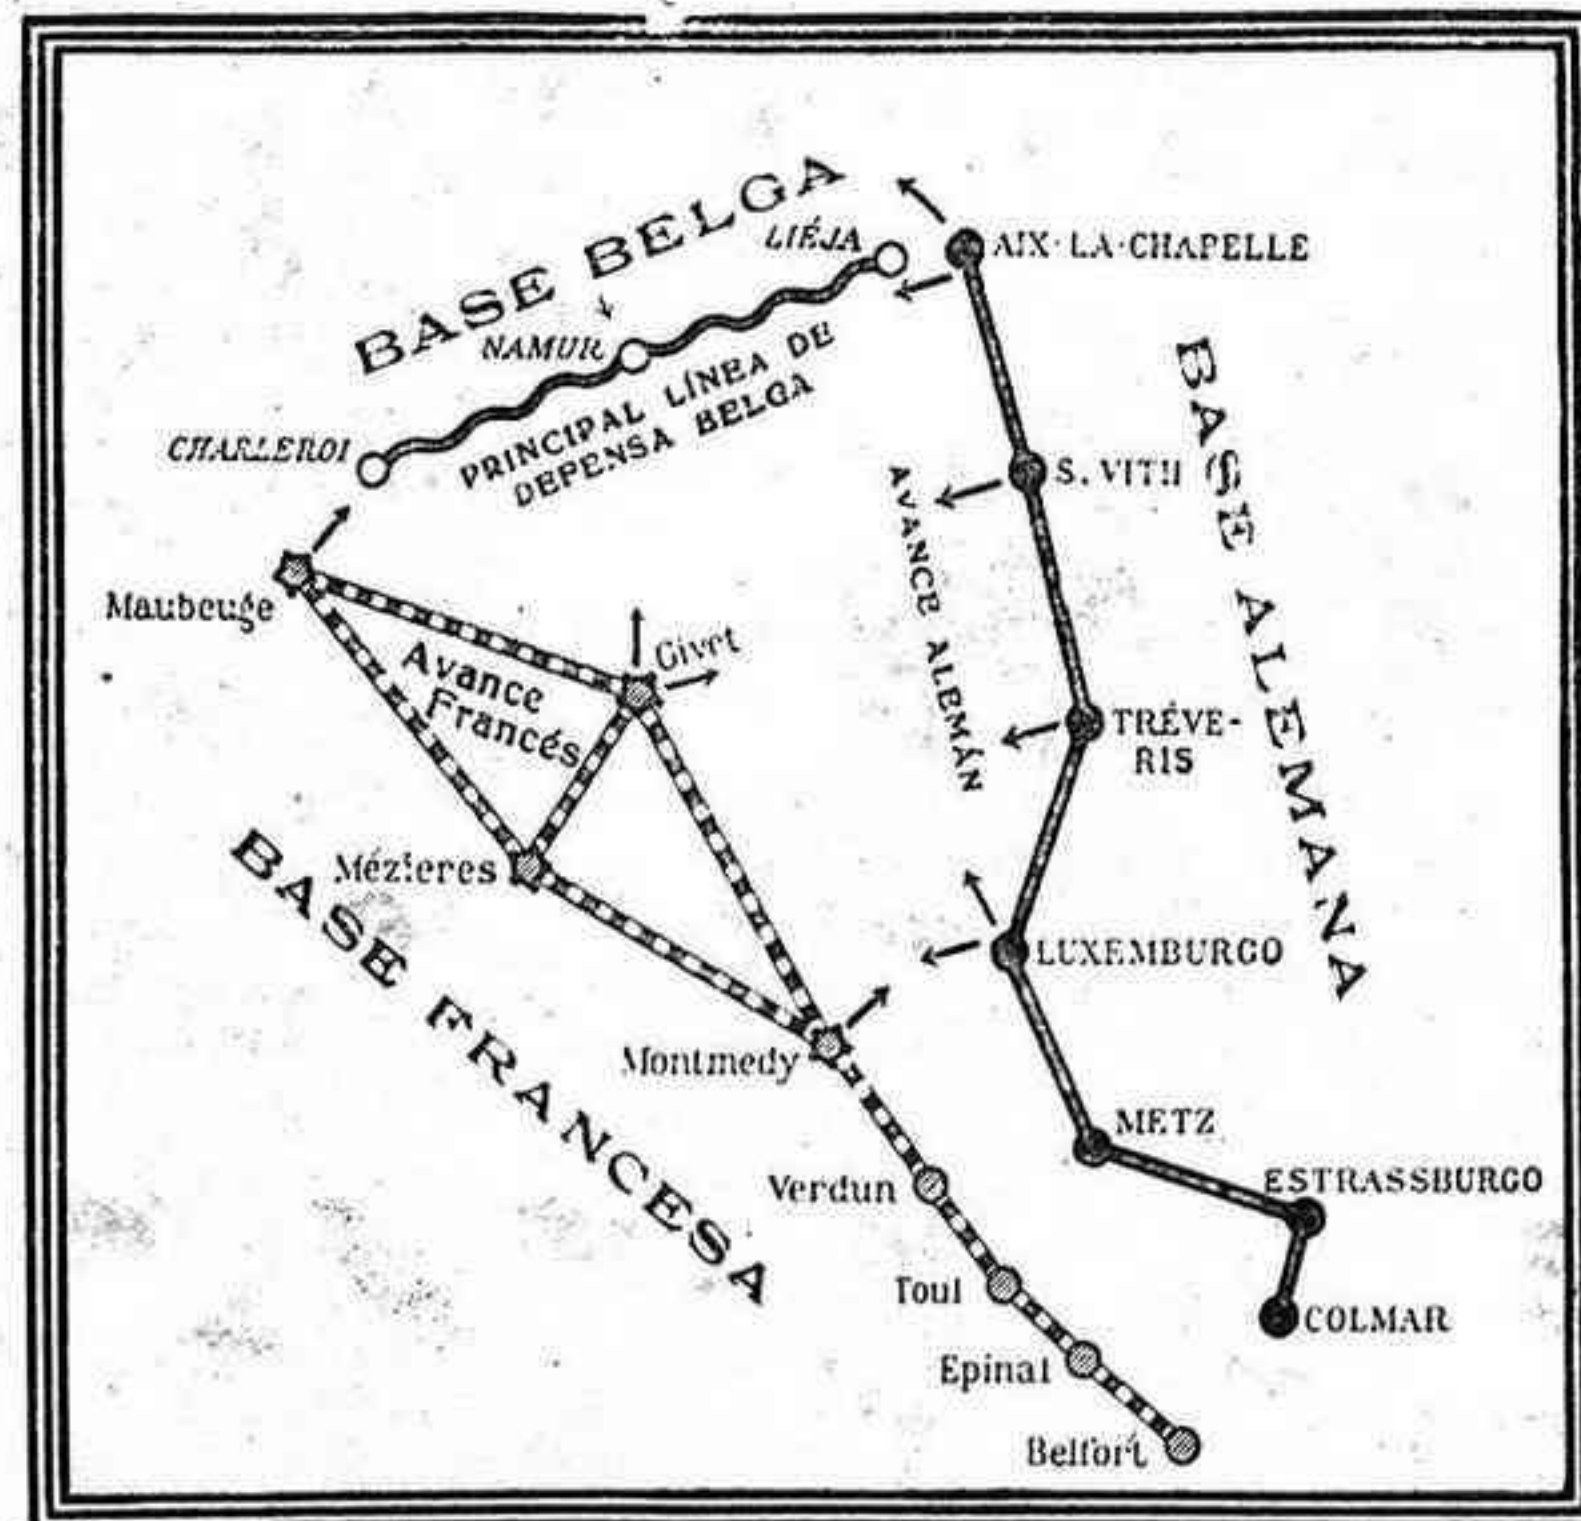 BASE BELGA
LIÉJA
AIX-LA-CHAPELLE
NAMUR
PRINCIPAL LÍNEA DE
DEFENSA BELGA
CHARLEROI
S. VITH
BASE ALEMANA
AVANCE ALEMÁN
Maubeuge
Givet
Avance
Francés
TRÉVE-
RIS
Mézieres
BASE FRANCESA
LUXEMBURGO
Montmedy
METZ
Verdun
ESTRASSBURGO
Toul
COLMAR
Epinal
Belfort